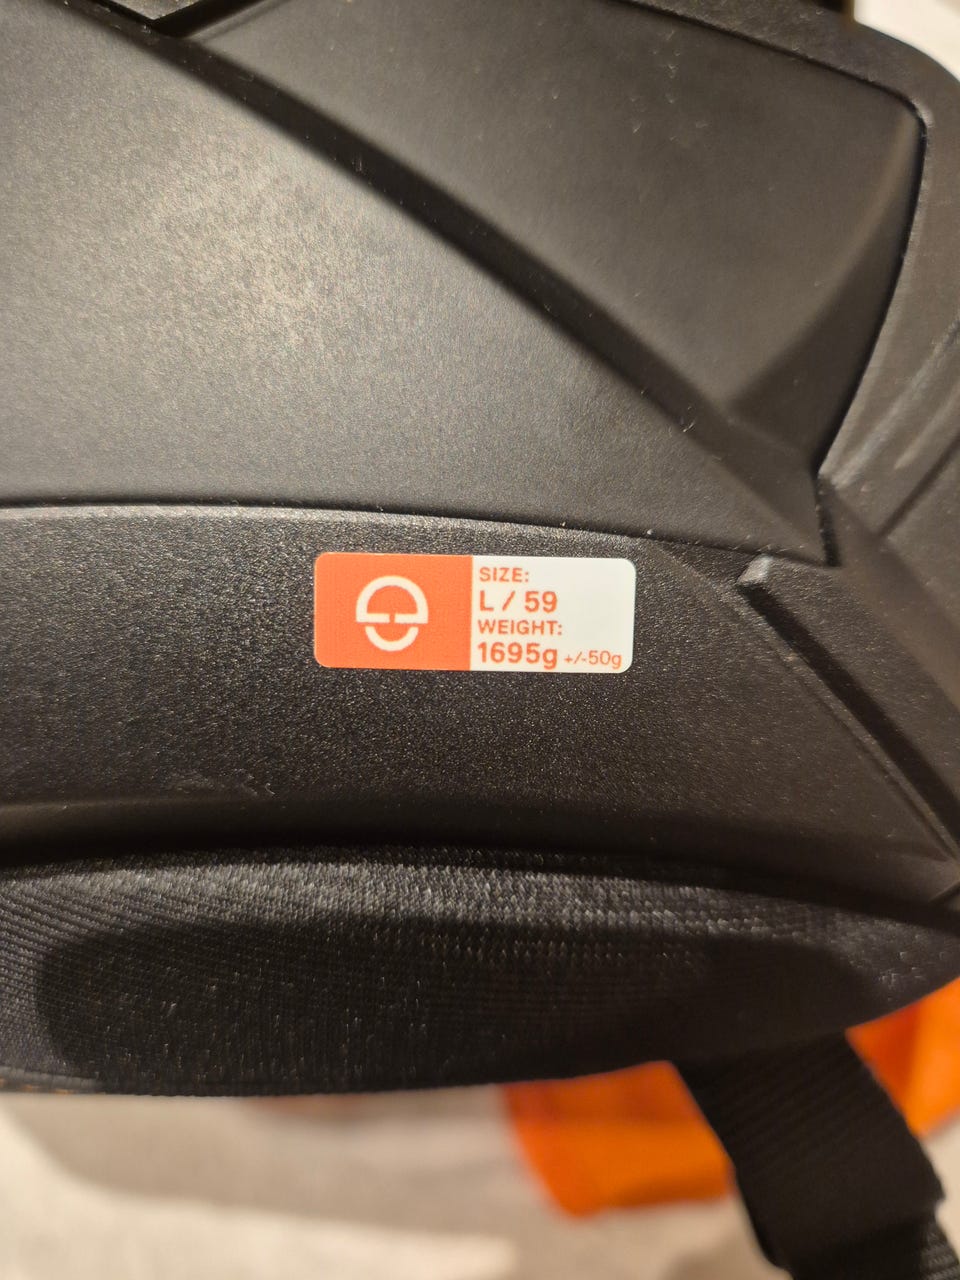 SIZE:
L / 59
WEIGHT:
1695g +/-50g